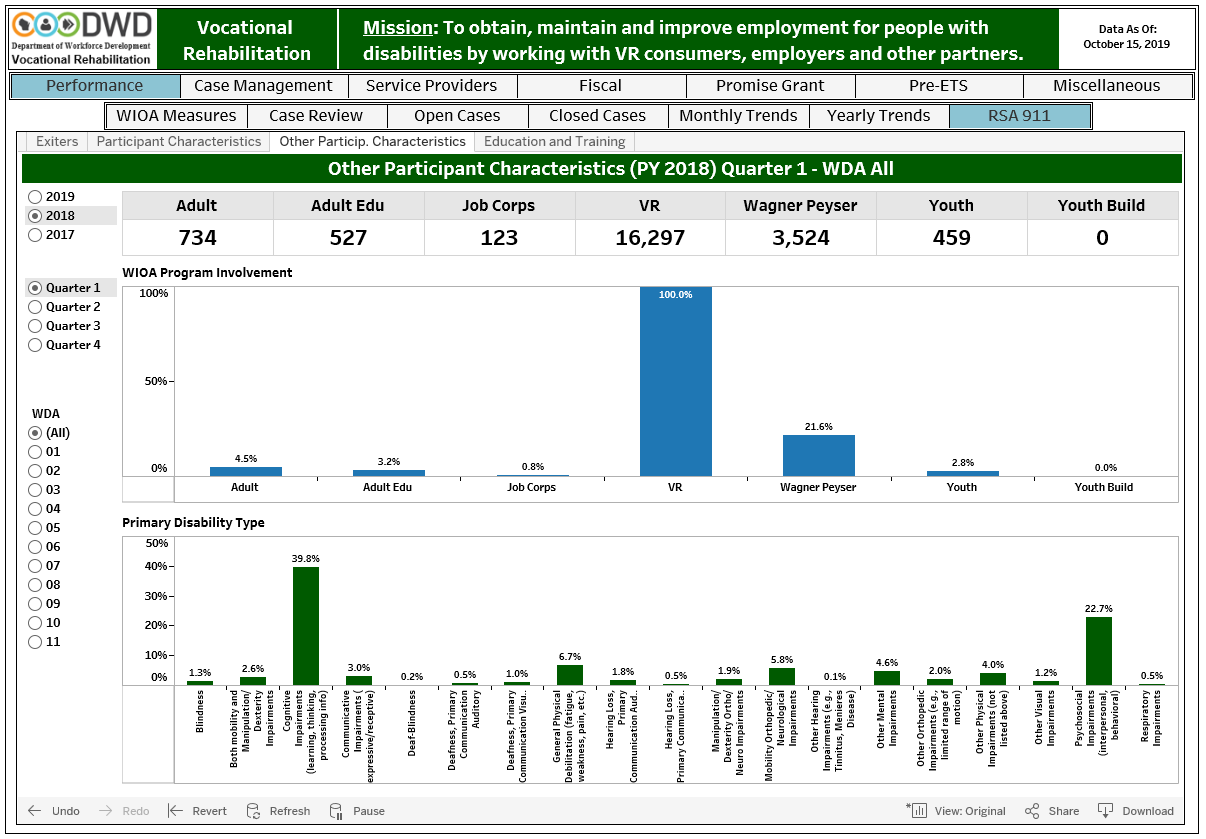 DWD
Department of Workforce Development
Vocational Rehabilitation
Vocational
Rehabilitation
Mission: To obtain, maintain and improve employment for people with
disabilities by working with VR consumers, employers and other partners.
Data As Of:
October 15, 2019
Performance
Case Management
Service Providers
Fiscal
Promise Grant
Pre-ETS
Miscellaneous
WIOA Measures
Case Review
Open Cases
Closed Cases
Monthly Trends
Yearly Trends
RSA 911
Exiters
Participant Characteristics
Other Particip. Characteristics
Education and Training
Other Participant Characteristics (PY 2018) Quarter 1 - WDA All
2019
2018
2017
Quarter 1
Quarter 2
Quarter 3
Quarter 4
WDA
(All)
01
02
03
04
05
06
07
08
09
10
11
Adult
Adult Edu
Job Corps
VR
Wagner Peyser
Youth
Youth Build
734
527
123
16,297
3,524
459
0
WIOA Program Involvement
100%
50%
0%
4.5%
3.2%
0.8%
100.0%
21.6%
2.8%
0.0%
Adult
Adult Edu
Job Corps
VR
Wagner Peyser
Youth
Youth Build
Primary Disability Type
50%
40%
30%
20%
10%
0%
1.3%
2.6%
39.8%
3.0%
0.2%
0.5%
1.0%
6.7%
1.8%
0.5%
1.9%
5.8%
0.1%
4.6%
2.0%
4.0%
1.2%
22.7%
0.5%
Blindness
Both mobility and
Manipulation/
Dexterity
Impairments
Cognitive
Impairments
(learning, thinking,
processing info)
Communicative
Impairments (
expressive/receptive)
Deaf-Blindness
Deafness, Primary
Communication
Auditory
Deafness, Primary
Communication Visu..
General Physical
Debilitation (fatigue,
weakness, pain, etc.)
Hearing Loss,
Primary
Communication Aud..
Hearing Loss,
Primary Communica..
Manipulation/
Dexterity Ortho/
Neuro Impairments
Mobility Orthopedic/
Neurological
Impairments
Other Hearing
Impairments (e.g.,
Tinnitus, Menieres
Disease)
Other Mental
Impairments
Other Orthopedic
Impairments (e.g.,
limited range of
motion)
Other Physical
Impairments (not
listed above)
Other Visual
Impairments
Psychosocial
Impairments
(interpersonal,
behavioral)
Respiratory
Impairments
Undo
Redo
Revert
Refresh
Pause
View: Original
Share
Download